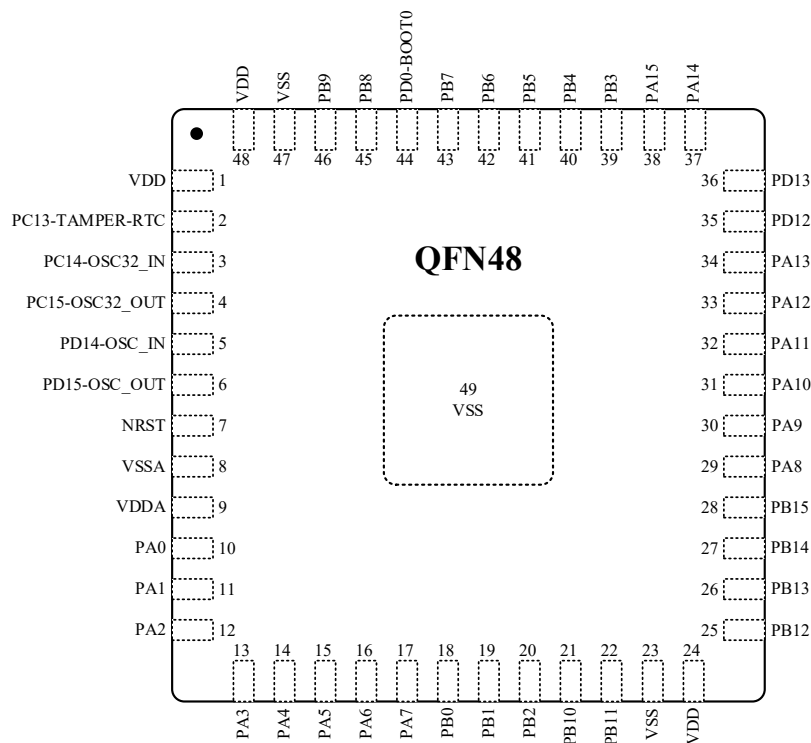 VDD
VSS
PB9
PB8
PD0-BOOT0
PB7
PB6
PB5
PB4
PB3
PA15
PA14
48
47
46
45
44
43
42
41
40
39
38
37
VDD 1
PC13-TAMPER-RTC 2
PC14-OSC32_IN 3
PC15-OSC32_OUT 4
PD14-OSC_IN 5
PD15-OSC_OUT 6
NRST 7
VSSA 8
VDDA 9
PA0 10
PA1 11
PA2 12
QFN48
49
VSS
36 PD13
35 PD12
34 PA13
33 PA12
32 PA11
31 PA10
30 PA9
29 PA8
28 PB15
27 PB14
26 PB13
25 PB12
13
14
15
16
17
18
19
20
21
22
23
24
PA3
PA4
PA5
PA6
PA7
PB0
PB1
PB2
PB10
PB11
VSS
VDD